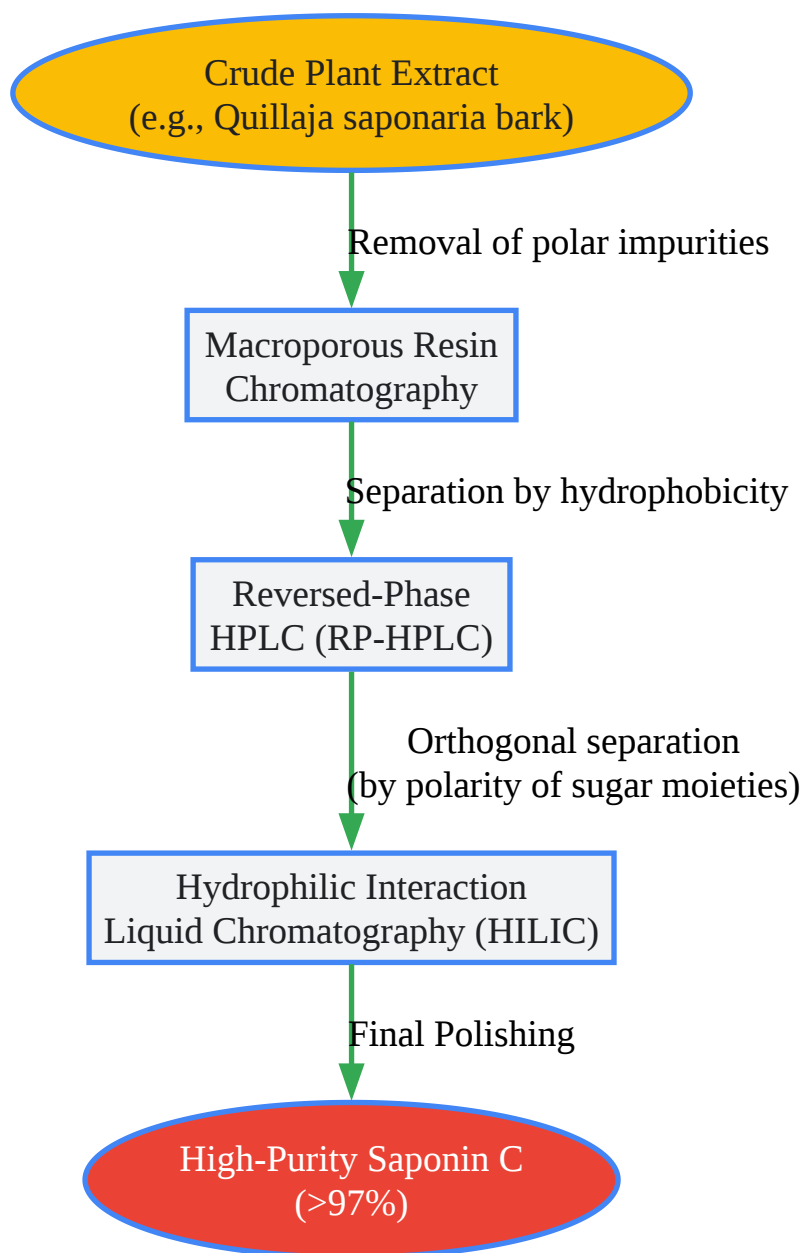 Crude Plant Extract
(e.g., Quillaja saponaria bark)
Removal of polar impurities
Macroporous Resin
Chromatography
Separation by hydrophobicity
Reversed-Phase
HPLC (RP-HPLC)
Orthogonal separation
(by polarity of sugar moieties)
Hydrophilic Interaction
Liquid Chromatography (HILIC)
Final Polishing
High-Purity Saponin C
(>97%)